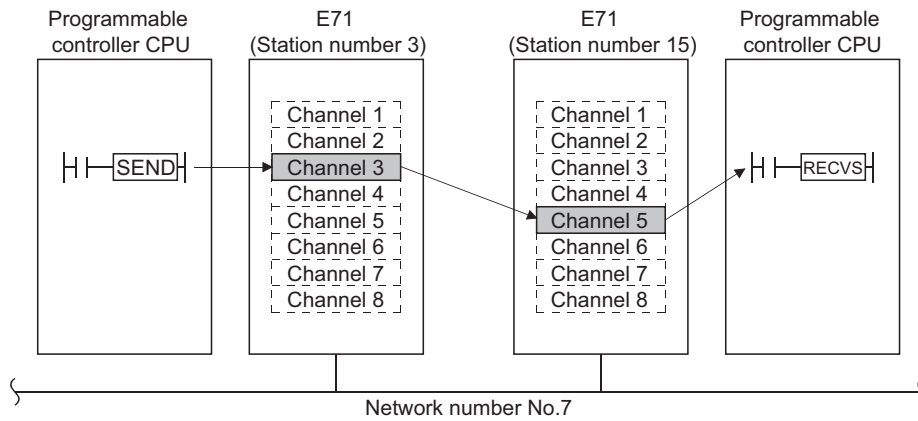 Programmable
controller CPU
E71
(Station number 3)
E71
(Station number 15)
Programmable
controller CPU
SEND
Channel 1
Channel 2
Channel 3
Channel 4
Channel 5
Channel 6
Channel 7
Channel 8
Channel 1
Channel 2
Channel 3
Channel 4
Channel 5
Channel 6
Channel 7
Channel 8
RECVS
Network number No.7